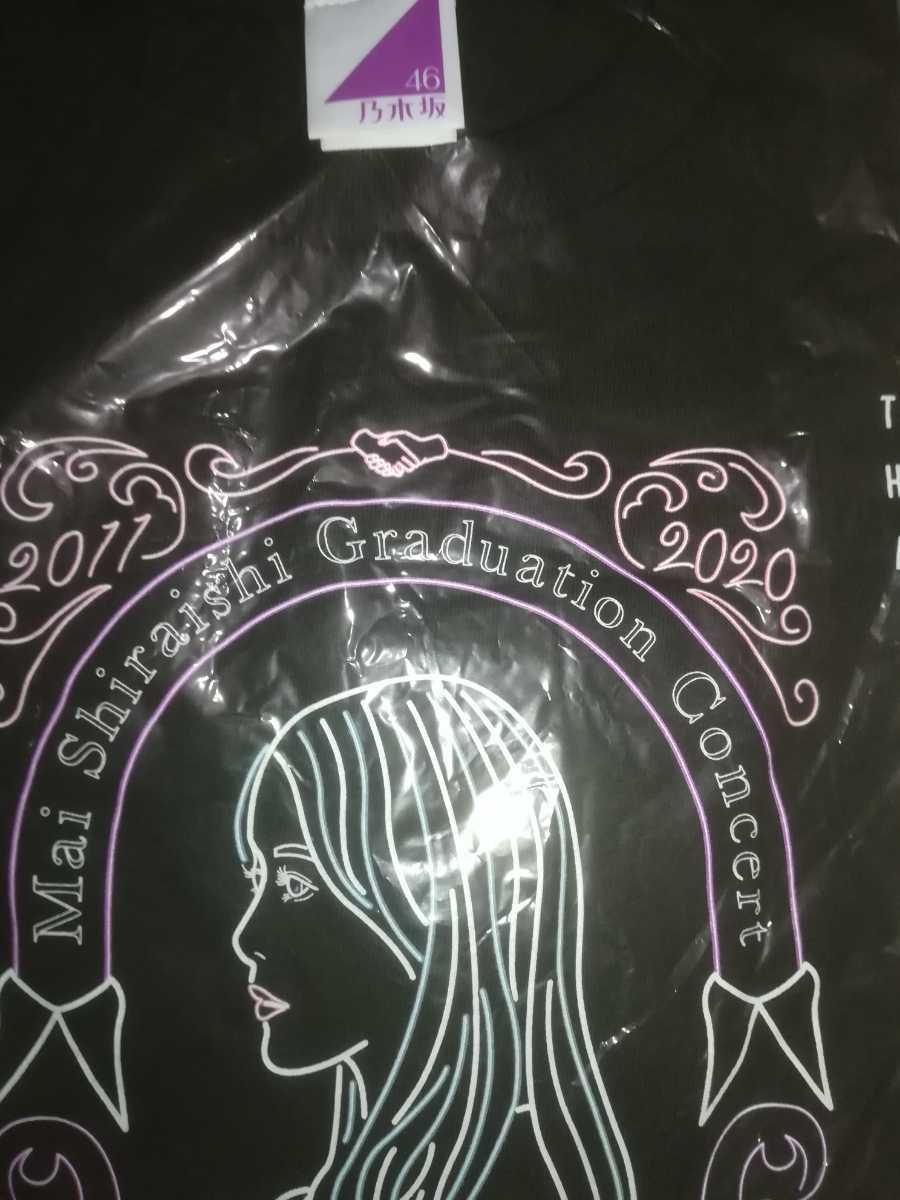 46
乃木坂
2011
2020
Mai Shiraishi Graduation Concert
T
H